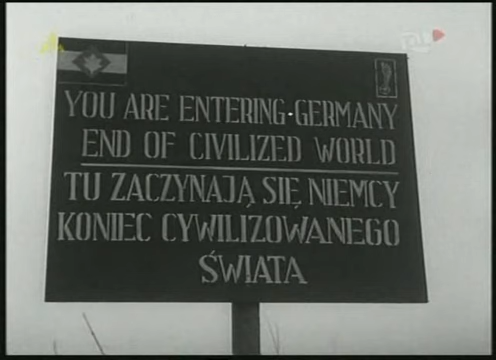 YOU ARE ENTERING·GERMANY
END OF CIVILIZED WORLD
TU ZACZYNAJĄ SIĘ NIEMCY
KONIEC CYWILIZOWANEGO
ŚWIATA